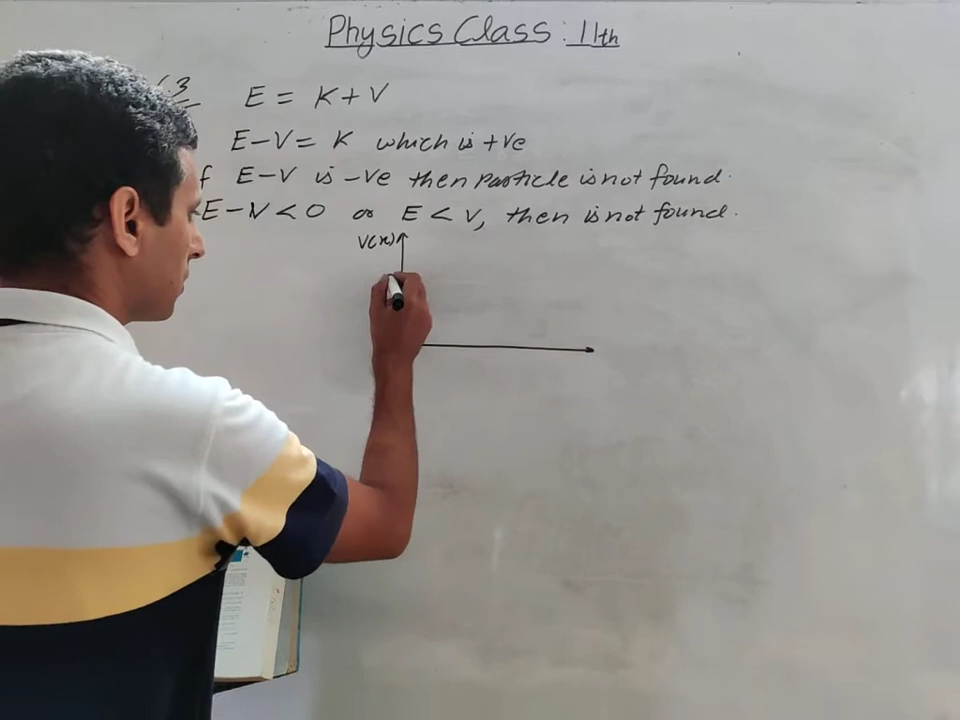 Physics Class : 11th
.3 E = K + V
E - V = K which is +ve
f E - V is -ve then particle is not found.
E - V < 0 or E < V, then is not found.
V(x)